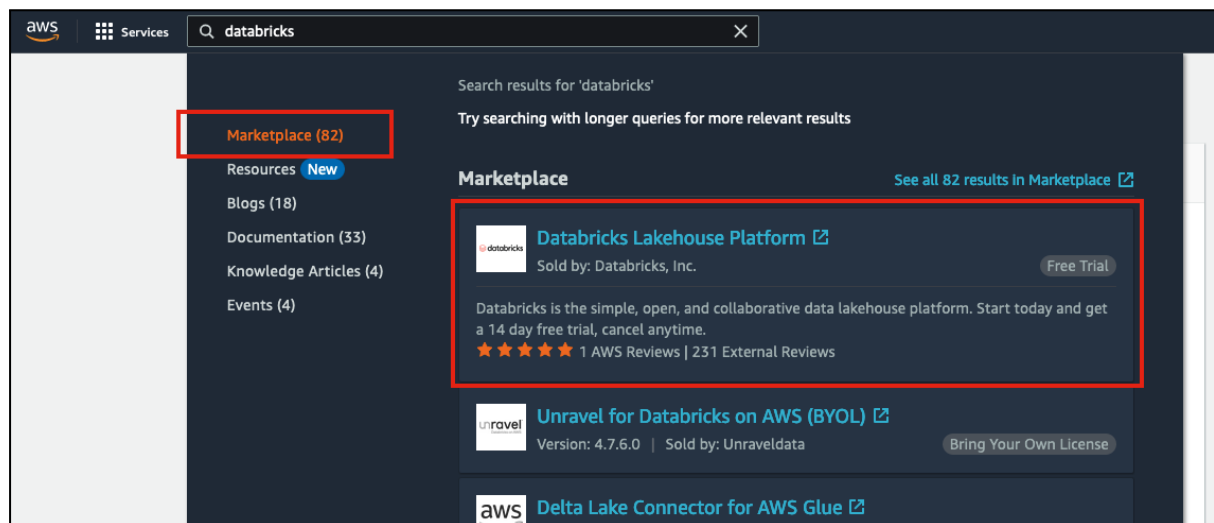 aws
Services
databricks
Marketplace (82)
Resources New
Blogs (18)
Documentation (33)
Knowledge Articles (4)
Events (4)
Search results for 'databricks'
Try searching with longer queries for more relevant results
Marketplace
See all 82 results in Marketplace
databricks
Databricks Lakehouse Platform
Sold by: Databricks, Inc.
Free Trial
Databricks is the simple, open, and collaborative data lakehouse platform. Start today and get
a 14 day free trial, cancel anytime.
1 AWS Reviews | 231 External Reviews
unravel
Unravel for Databricks on AWS (BYOL)
Version: 4.7.6.0 | Sold by: Unraveldata
Bring Your Own License
aws
Delta Lake Connector for AWS Glue